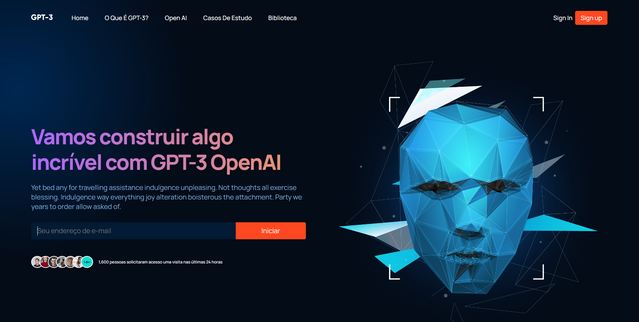 GPT-3
Home
O Que É GPT-3?
Open AI
Casos De Estudo
Biblioteca
Sign In
Sign up
Vamos construir algo
incrível com GPT-3 OpenAI
Yet bed any for travelling assistance indulgence unpleasing. Not thoughts all exercise
blessing. Indulgence way everything joy alteration boisterous the attachment. Party we
years to order allow asked of.
Seu endereço de e-mail
Iniciar
1,600 pessoas solicitaram acesso uma visita nas últimas 24 horas